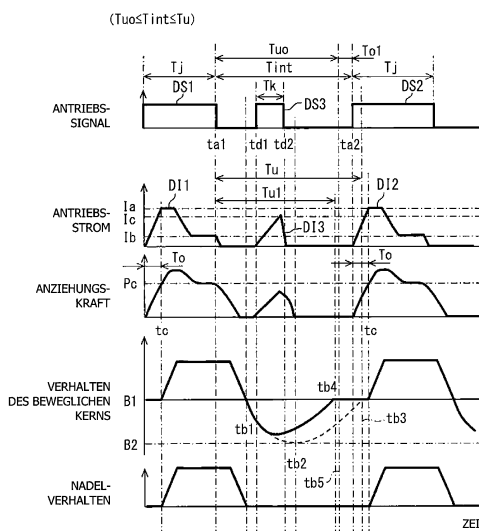 (Tuo≤Tint≤Tu)
Tuo To1
Tj Tint Tj
Tk
DS1 DS3 DS2
ANTRIEBS-
SIGNAL
ta1 td1 td2 ta2
Tu
Ia DI1 Tu1 DI2
Ic
ANTRIEBS-
STROM
Ib DI3
To To
ANZIEHUNGS-
KRAFT
Pc
tc tc
VERHALTEN
DES BEWEGLICHEN
KERNS
B1 tb4
tb1 tb3
B2
tb2
tb5
NADEL-
VERHALTEN
ZEI